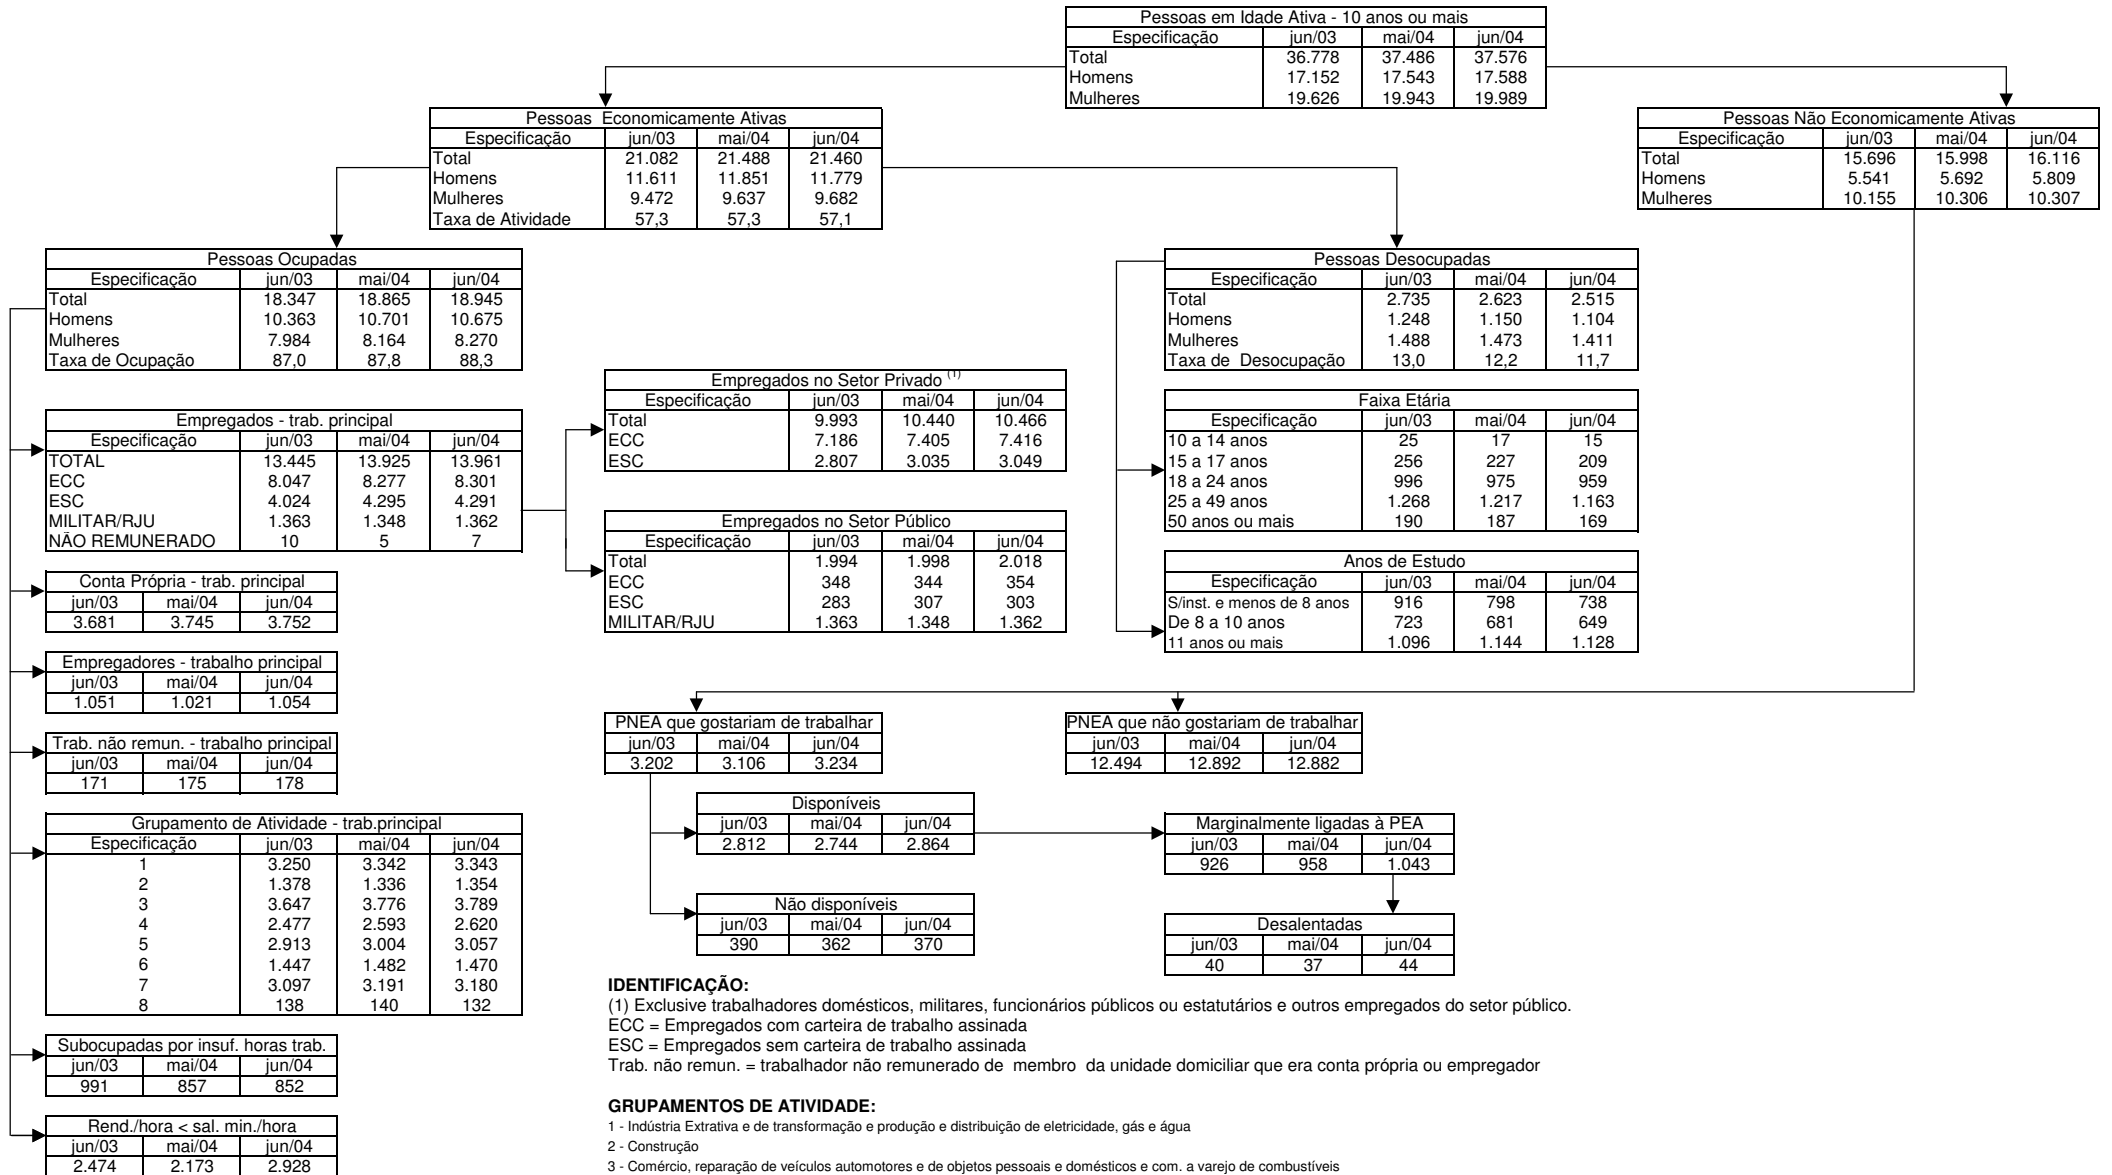 Pessoas em Idade Ativa - 10 anos ou mais
Especificação jun/03 mai/04 jun/04
Total 36.778 37.486 37.576
Homens 17.152 17.543 17.588
Mulheres 19.626 19.943 19.989
Pessoas Economicamente Ativas
Especificação jun/03 mai/04 jun/04
Total 21.082 21.488 21.460
Homens 11.611 11.851 11.779
Mulheres 9.472 9.637 9.682
Taxa de Atividade 57,3 57,3 57,1
Pessoas Não Economicamente Ativas
Especificação jun/03 mai/04 jun/04
Total 15.696 15.998 16.116
Homens 5.541 5.692 5.809
Mulheres 10.155 10.306 10.307
Pessoas Ocupadas
Especificação jun/03 mai/04 jun/04
Total 18.347 18.865 18.945
Homens 10.363 10.701 10.675
Mulheres 7.984 8.164 8.270
Taxa de Ocupação 87,0 87,8 88,3
Pessoas Desocupadas
Especificação jun/03 mai/04 jun/04
Total 2.735 2.623 2.515
Homens 1.248 1.150 1.104
Mulheres 1.488 1.473 1.411
Taxa de Desocupação 13,0 12,2 11,7
Empregados - trab. principal
Especificação jun/03 mai/04 jun/04
TOTAL 13.445 13.925 13.961
ECC 8.047 8.277 8.301
ESC 4.024 4.295 4.291
MILITAR/RJU 1.363 1.348 1.362
NÃO REMUNERADO 10 5 7
Empregados no Setor Privado (1)
Especificação jun/03 mai/04 jun/04
Total 9.993 10.440 10.466
ECC 7.186 7.405 7.416
ESC 2.807 3.035 3.049
Empregados no Setor Público
Especificação jun/03 mai/04 jun/04
Total 1.994 1.998 2.018
ECC 348 344 354
ESC 283 307 303
MILITAR/RJU 1.363 1.348 1.362
Faixa Etária
Especificação jun/03 mai/04 jun/04
10 a 14 anos 25 17 15
15 a 17 anos 256 227 209
18 a 24 anos 996 975 959
25 a 49 anos 1.268 1.217 1.163
50 anos ou mais 190 187 169
Anos de Estudo
Especificação jun/03 mai/04 jun/04
S/inst. e menos de 8 anos 916 798 738
De 8 a 10 anos 723 681 649
11 anos ou mais 1.096 1.144 1.128
Conta Própria - trab. principal
jun/03 mai/04 jun/04
3.681 3.745 3.752
Empregadores - trabalho principal
jun/03 mai/04 jun/04
1.051 1.021 1.054
Trab. não remun. - trabalho principal
jun/03 mai/04 jun/04
171 175 178
Grupamento de Atividade - trab.principal
Especificação jun/03 mai/04 jun/04
1 3.250 3.342 3.343
2 1.378 1.336 1.354
3 3.647 3.776 3.789
4 2.477 2.593 2.620
5 2.913 3.004 3.057
6 1.447 1.482 1.470
7 3.097 3.191 3.180
8 138 140 132
Subocupadas por insuf. horas trab.
jun/03 mai/04 jun/04
991 857 852
Rend./hora < sal. min./hora
jun/03 mai/04 jun/04
2.474 2.173 2.928
PNEA que gostariam de trabalhar
jun/03 mai/04 jun/04
3.202 3.106 3.234
PNEA que não gostariam de trabalhar
jun/03 mai/04 jun/04
12.494 12.892 12.882
Disponíveis
jun/03 mai/04 jun/04
2.812 2.744 2.864
Marginalmente ligadas à PEA
jun/03 mai/04 jun/04
926 958 1.043
Não disponíveis
jun/03 mai/04 jun/04
390 362 370
Desalentadas
jun/03 mai/04 jun/04
40 37 44
IDENTIFICAÇÃO:
(1) Exclusive trabalhadores domésticos, militares, funcionários públicos ou estatutários e outros empregados do setor público.
ECC = Empregados com carteira de trabalho assinada
ESC = Empregados sem carteira de trabalho assinada
Trab. não remun. = trabalhador não remunerado de membro da unidade domiciliar que era conta própria ou empregador
GRUPAMENTOS DE ATIVIDADE:
1 - Indústria Extrativa e de transformação e produção e distribuição de eletricidade, gás e água
2 - Construção
3 - Comércio, reparação de veículos automotores e de objetos pessoais e domésticos e com. a varejo de combustíveis